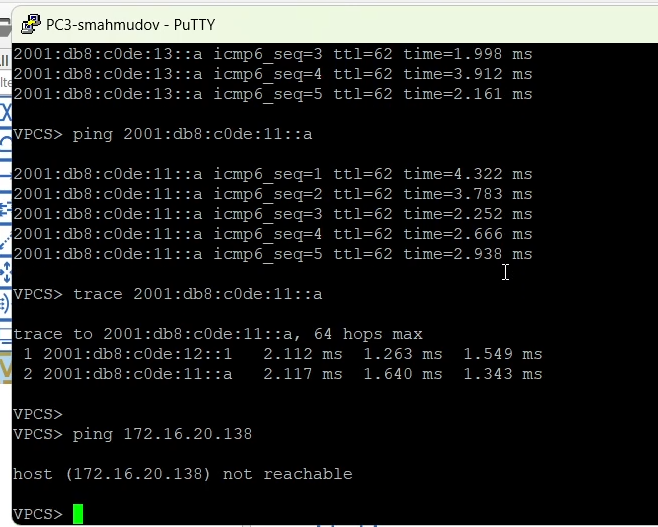 PC3-smahmudov - PuTTY
2001:db8:c0de:13::a icmp6_seq=3 ttl=62 time=1.998 ms
2001:db8:c0de:13::a icmp6_seq=4 ttl=62 time=3.912 ms
2001:db8:c0de:13::a icmp6_seq=5 ttl=62 time=2.161 ms
VPCS> ping 2001:db8:c0de:11::a
2001:db8:c0de:11::a icmp6_seq=1 ttl=62 time=4.322 ms
2001:db8:c0de:11::a icmp6_seq=2 ttl=62 time=3.783 ms
2001:db8:c0de:11::a icmp6_seq=3 ttl=62 time=2.252 ms
2001:db8:c0de:11::a icmp6_seq=4 ttl=62 time=2.666 ms
2001:db8:c0de:11::a icmp6_seq=5 ttl=62 time=2.938 ms
VPCS> trace 2001:db8:c0de:11::a
trace to 2001:db8:c0de:11::a, 64 hops max
1 2001:db8:c0de:12::1 2.112 ms 1.263 ms 1.549 ms
2 2001:db8:c0de:11::a 2.117 ms 1.640 ms 1.343 ms
VPCS>
VPCS> ping 172.16.20.138
host (172.16.20.138) not reachable
VPCS>